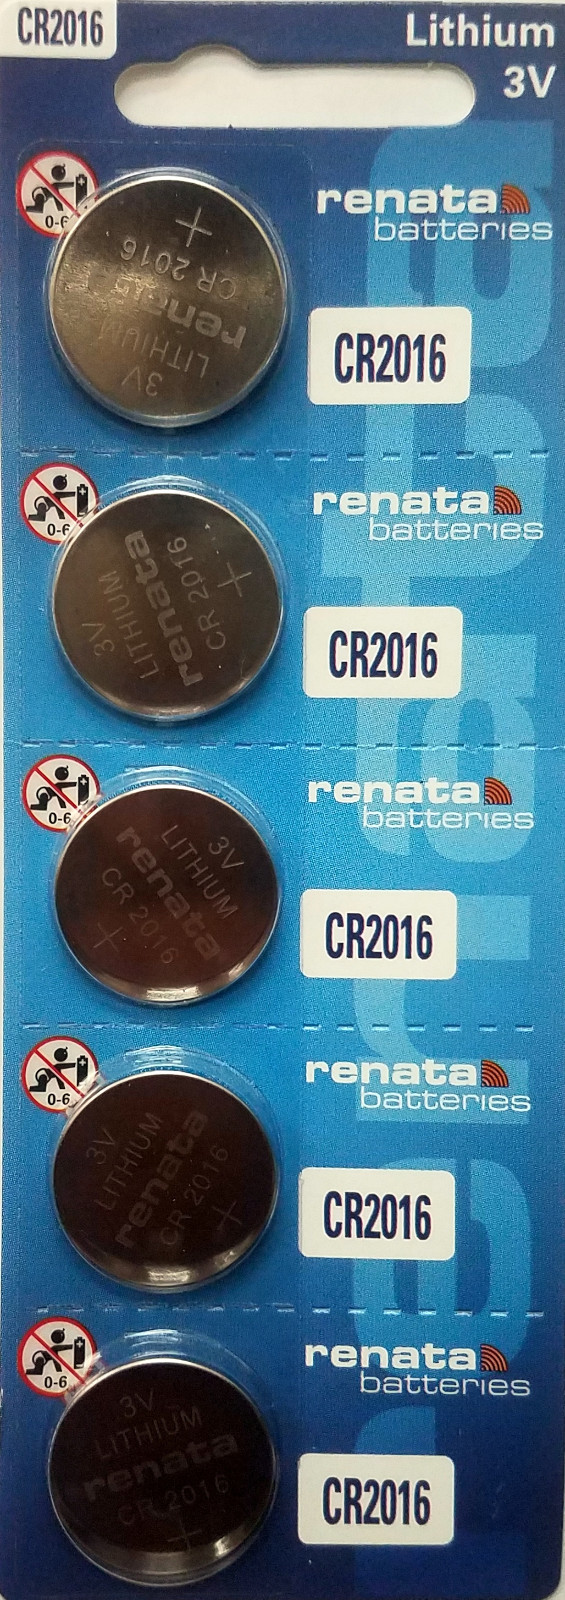 CR2016
Lithium
3V
0-6
+
CR 2016
renata
LITHIUM
3V
renata
batteries
CR2016
0-6
3V
LITHIUM
renata
CR 2016
+
renata
batteries
CR2016
0-6
3V
LITHIUM
renata
CR 2016
+
renata
batteries
CR2016
0-6
3V
LITHIUM
renata
CR 2016
+
renata
batteries
CR2016
0-6
3V
LITHIUM
renata
CR 2016
+
renata
batteries
CR2016
renata